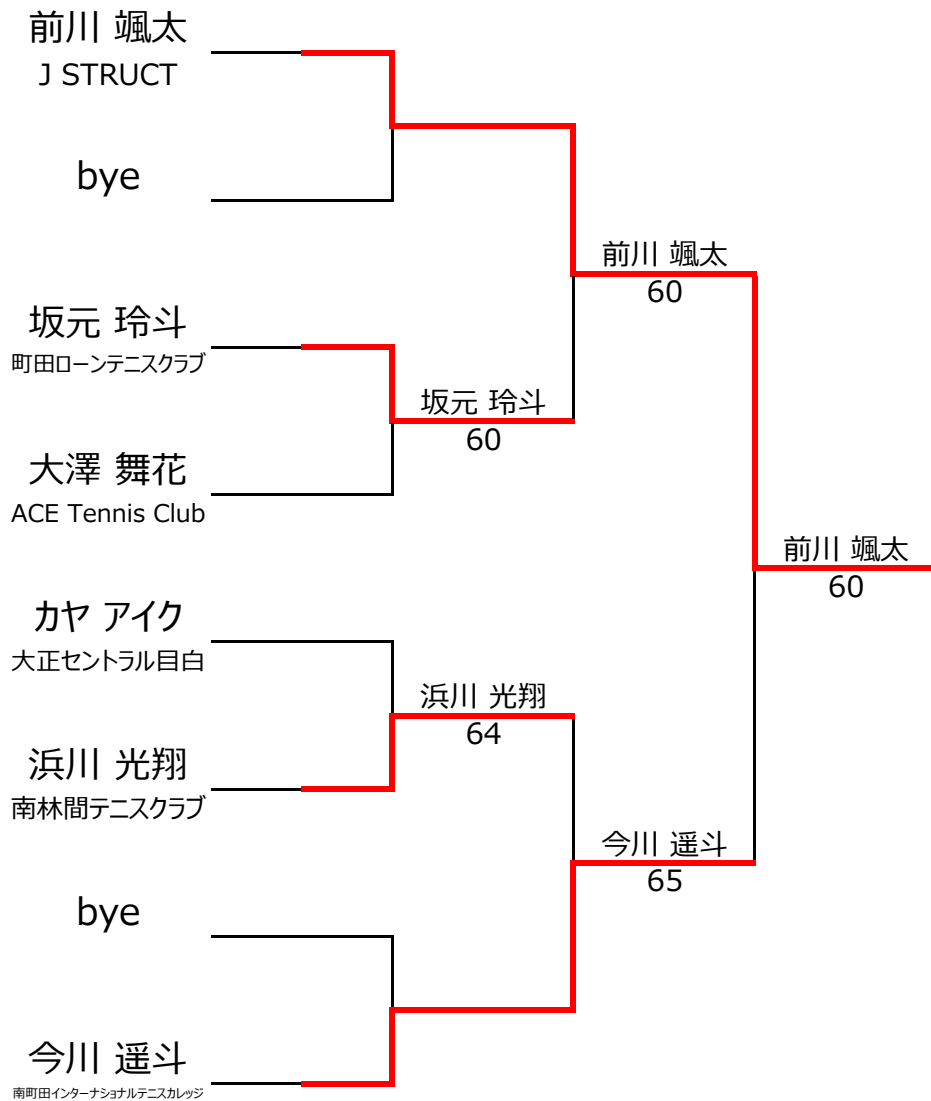 前川 颯太
J STRUCT
bye
前川 颯太
60
坂元 玲斗
町田ローンテニスクラブ
坂元 玲斗
60
大澤 舞花
ACE Tennis Club
前川 颯太
60
カヤ アイク
大正セントラル目白
浜川 光翔
64
浜川 光翔
南林間テニスクラブ
今川 遥斗
65
bye
今川 遥斗
南町田インターナショナルテニスカレッジ